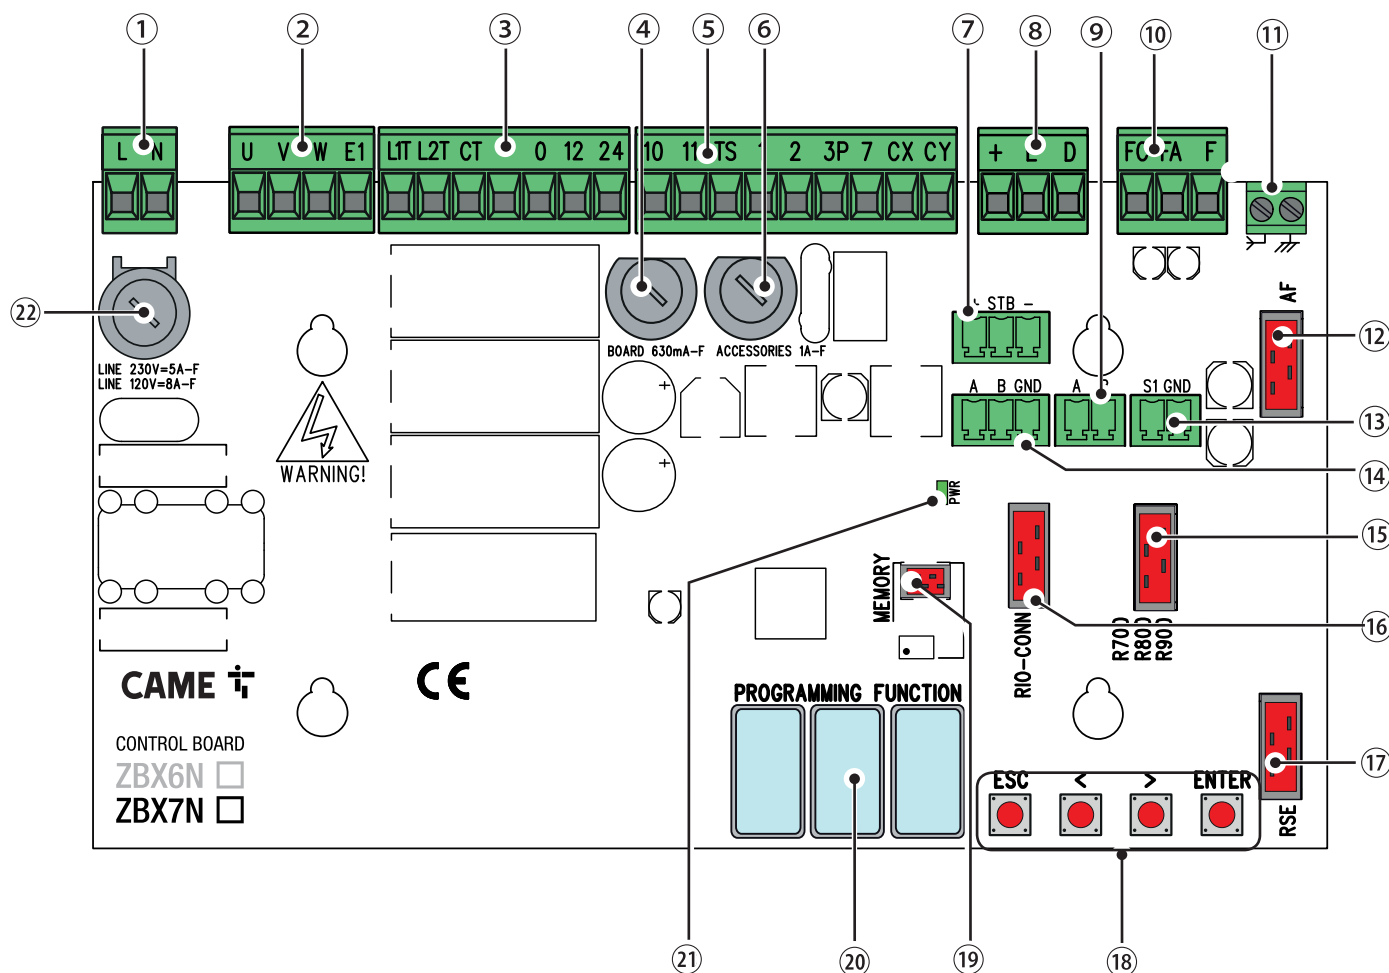 1 2 3 4 5 6 7 8 9 10 11
L N U V W E1 L1T L2T CT 0 12 24 10 11 TS 2 3P 7 CX CY + D FC FA F
AF
STB -
22
12
BOARD 630mA-F ACCESSORIES 1A-F
LINE 230V=5A-F
LINE 120V=8A-F
+
A B GND A S1 GND
13
WARNING!
+
14
PWR
15
MEMORY
16
RIO-CONN
R700
R800
R900
CAME
CE
PROGRAMMING FUNCTION
CONTROL BOARD
ZBX6N
ZBX7N
17
ESC < > ENTER
RSE
21 20 19 18